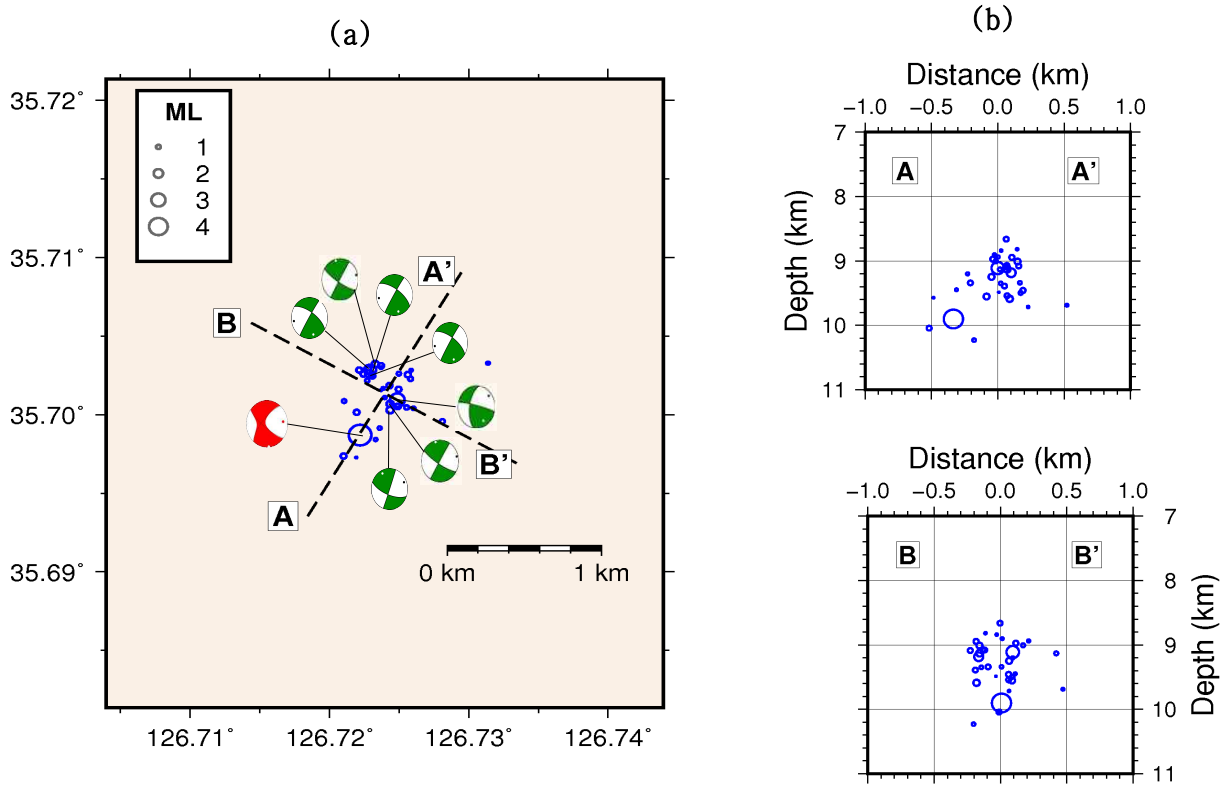 (a)
35.72°
35.71°
35.70°
35.69°
126.71°
126.72°
126.73°
126.74°
ML
1
2
3
4
A'
B
B'
A
0 km
1 km
(b)
Distance (km)
−1.0 −0.5 0.0 0.5 1.0
7
8
9
10
11
Depth (km)
A
A'
Distance (km)
−1.0 −0.5 0.0 0.5 1.0
7
8
9
10
11
Depth (km)
B
B'